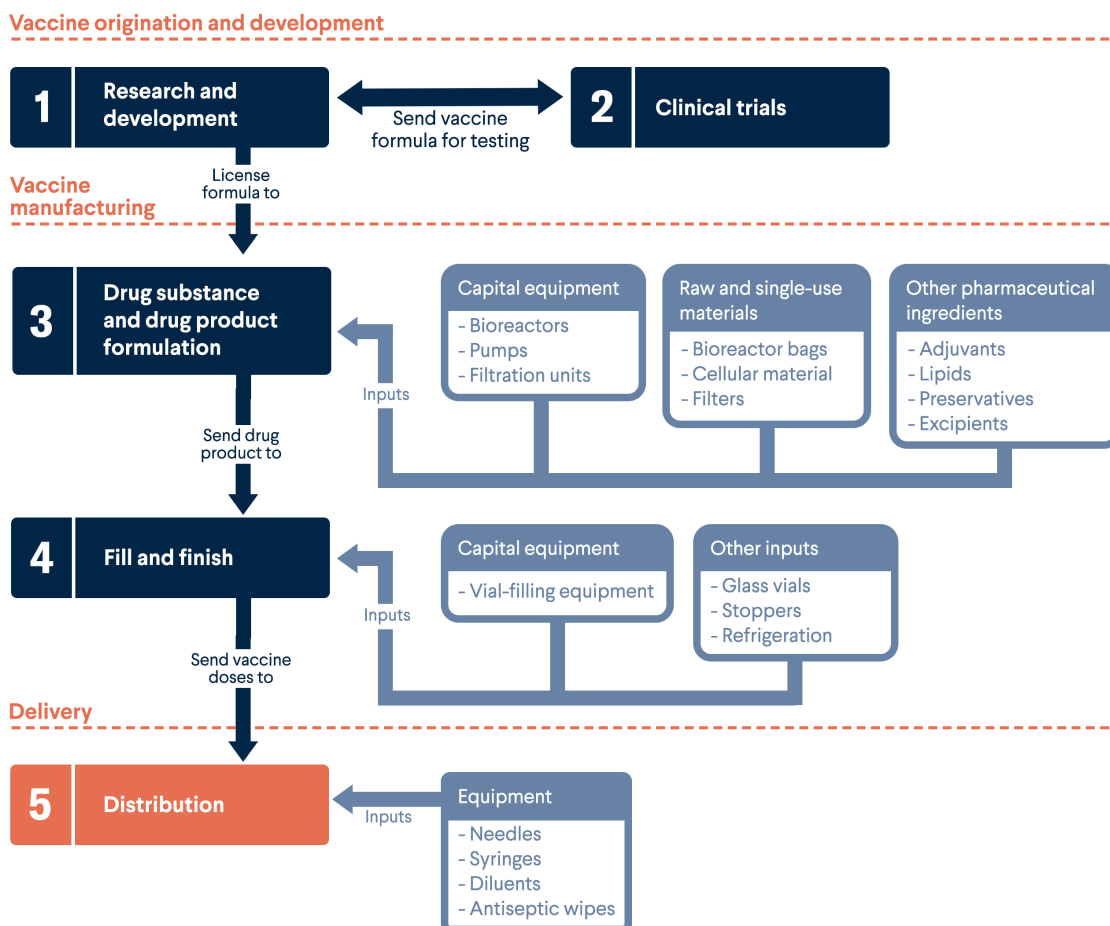 Vaccine origination and development
1
Research and
development
Send vaccine
formula for testing
2
Clinical trials
License
formula to
Vaccine
manufacturing
3
Drug substance
and drug product
formulation
Inputs
Capital equipment
- Bioreactors
- Pumps
- Filtration units
Raw and single-use
materials
- Bioreactor bags
- Cellular material
- Filters
Other pharmaceutical
ingredients
- Adjuvants
- Lipids
- Preservatives
- Excipients
Send drug
product to
4
Fill and finish
Inputs
Capital equipment
- Vial-filling equipment
Other inputs
- Glass vials
- Stoppers
- Refrigeration
Send vaccine
doses to
Delivery
5
Distribution
Inputs
Equipment
- Needles
- Syringes
- Diluents
- Antiseptic wipes